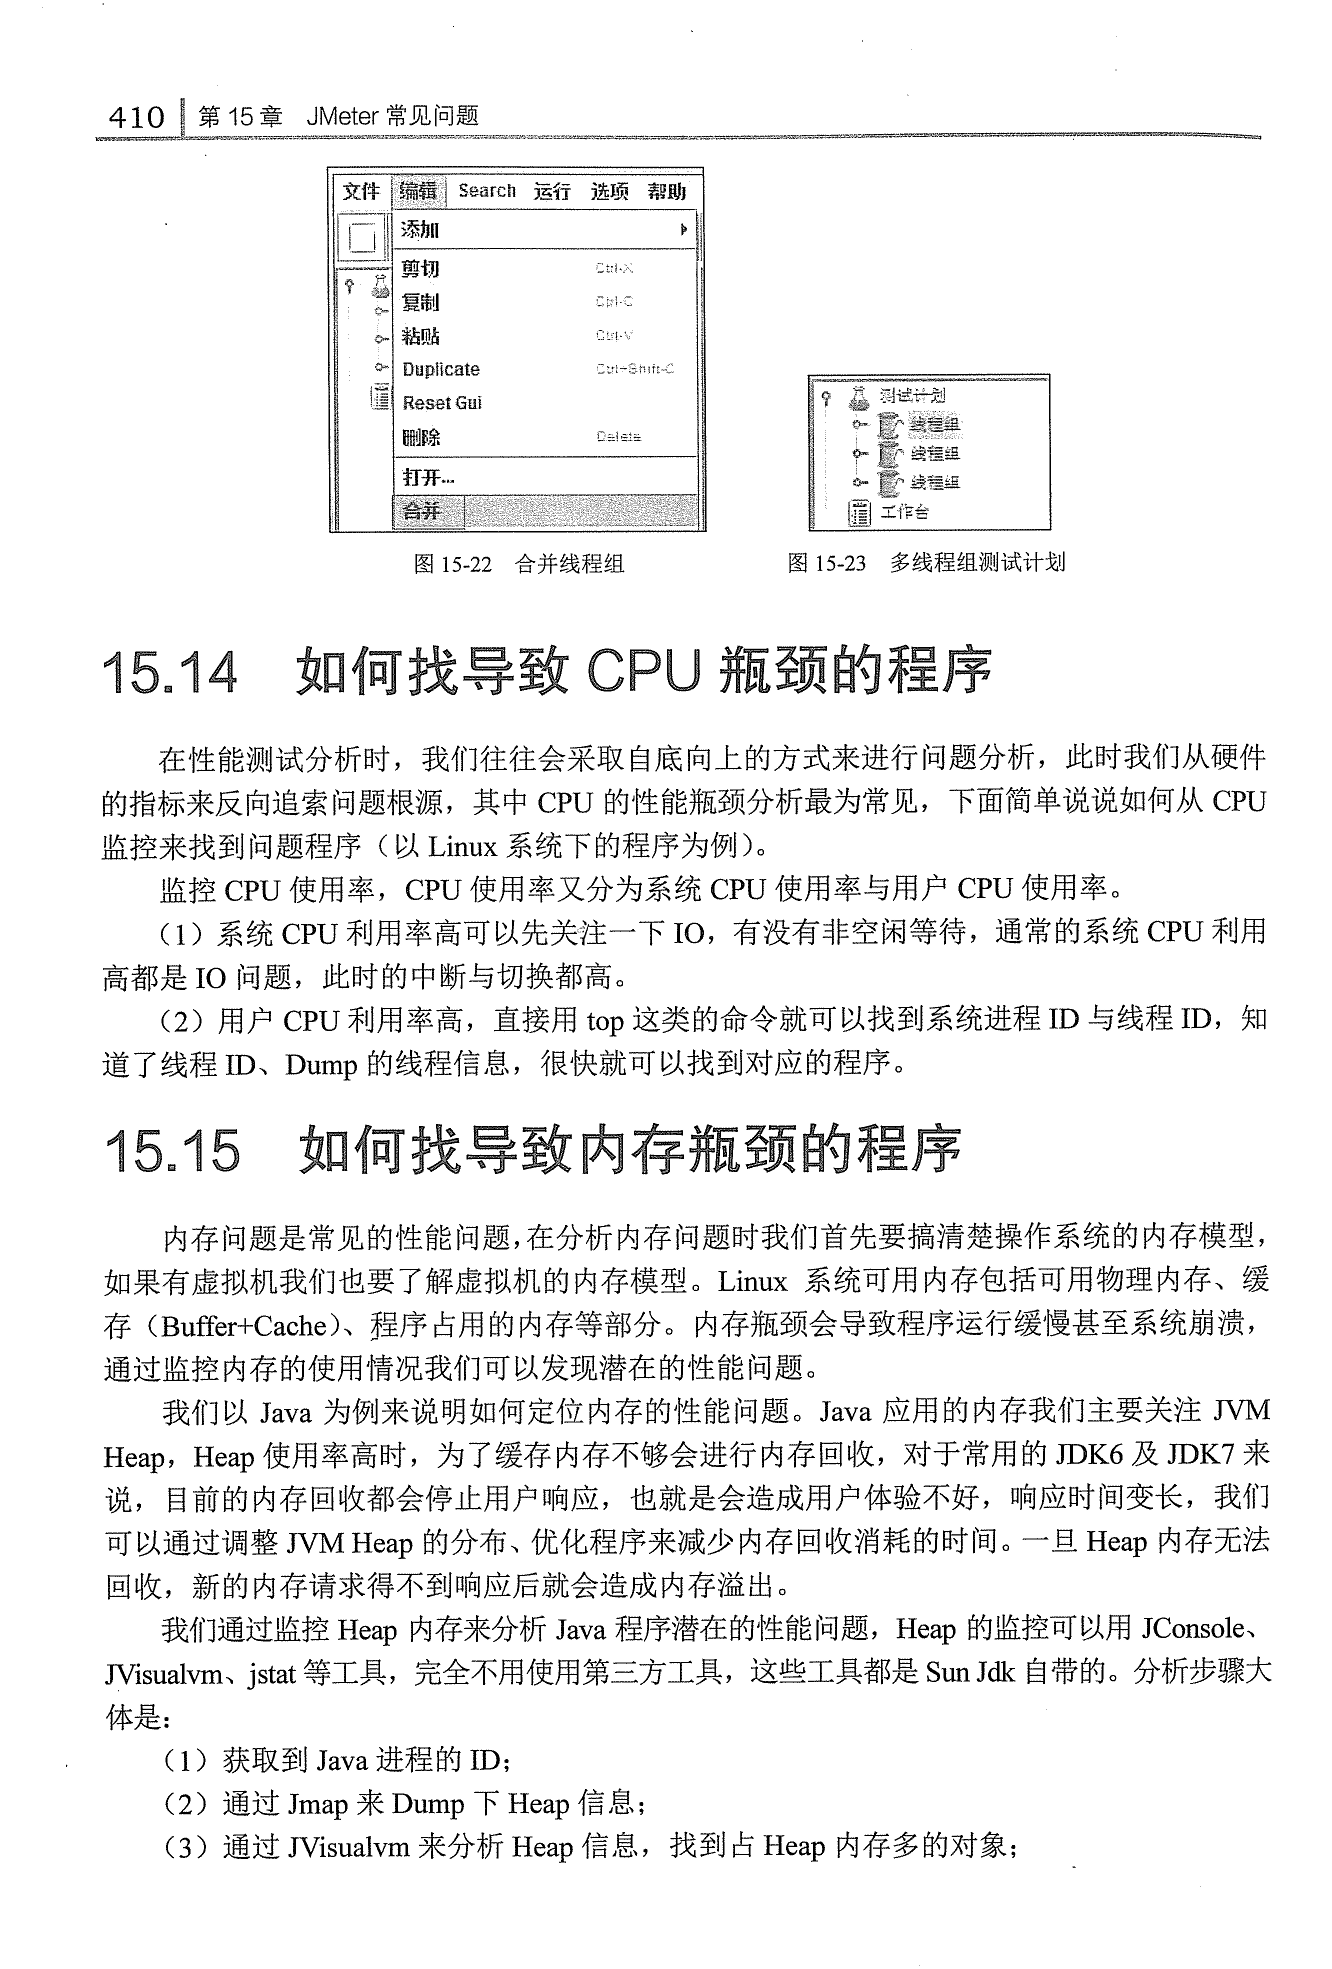 410 第 15 章 JMeter 常见问题
文件 编辑 Search 运行 选项 帮助
添加
剪切 Ctrl-X
复制 Ctrl-C
粘贴 Ctrl-V
Duplicate Ctrl-Shift-C
Reset Gui
删除 Delete
打开...
合并
测试计划
线程组
线程组
线程组
工作台
图 15-22 合并线程组
图 15-23 多线程组测试计划
15.14 如何找导致 CPU 瓶颈的程序
在性能测试分析时，我们往往会采取自底向上的方式来进行问题分析，此时我们从硬件
的指标来反向追索问题根源，其中 CPU 的性能瓶颈分析最为常见，下面简单说说如何从 CPU
监控来找到问题程序（以 Linux 系统下的程序为例）。
监控 CPU 使用率，CPU 使用率又分为系统 CPU 使用率与用户 CPU 使用率。
（1）系统 CPU 利用率高可以先关注一下 IO，有没有非空闲等待，通常的系统 CPU 利用
高都是 IO 问题，此时的中断与切换都高。
（2）用户 CPU 利用率高，直接用 top 这类的命令就可以找到系统进程 ID 与线程 ID，知
道了线程 ID、Dump 的线程信息，很快就可以找到对应的程序。
15.15 如何找导致内存瓶颈的程序
内存问题是常见的性能问题，在分析内存问题时我们首先要搞清楚操作系统的内存模型，
如果有虚拟机我们也要了解虚拟机的内存模型。Linux 系统可用内存包括可用物理内存、缓
存（Buffer+Cache）、程序占用的内存等部分。内存瓶颈会导致程序运行缓慢甚至系统崩溃，
通过监控内存的使用情况我们可以发现潜在的性能问题。
我们以 Java 为例来说明如何定位内存的性能问题。Java 应用的内存我们主要关注 JVM
Heap，Heap 使用率高时，为了缓存内存不够会进行内存回收，对于常用的 JDK6 及 JDK7 来
说，目前的内存回收都会停止用户响应，也就是会造成用户体验不好，响应时间变长，我们
可以通过调整 JVM Heap 的分布、优化程序来减少内存回收消耗的时间。一旦 Heap 内存无法
回收，新的内存请求得不到响应后就会造成内存溢出。
我们通过监控 Heap 内存来分析 Java 程序潜在的性能问题，Heap 的监控可以用 JConsole、
JVisualvm、jstat 等工具，完全不用使用第三方工具，这些工具都是 Sun Jdk 自带的。分析步骤大
体是：
（1）获取到 Java 进程的 ID；
（2）通过 Jmap 来 Dump 下 Heap 信息；
（3）通过 JVisualvm 来分析 Heap 信息，找到占 Heap 内存多的对象；